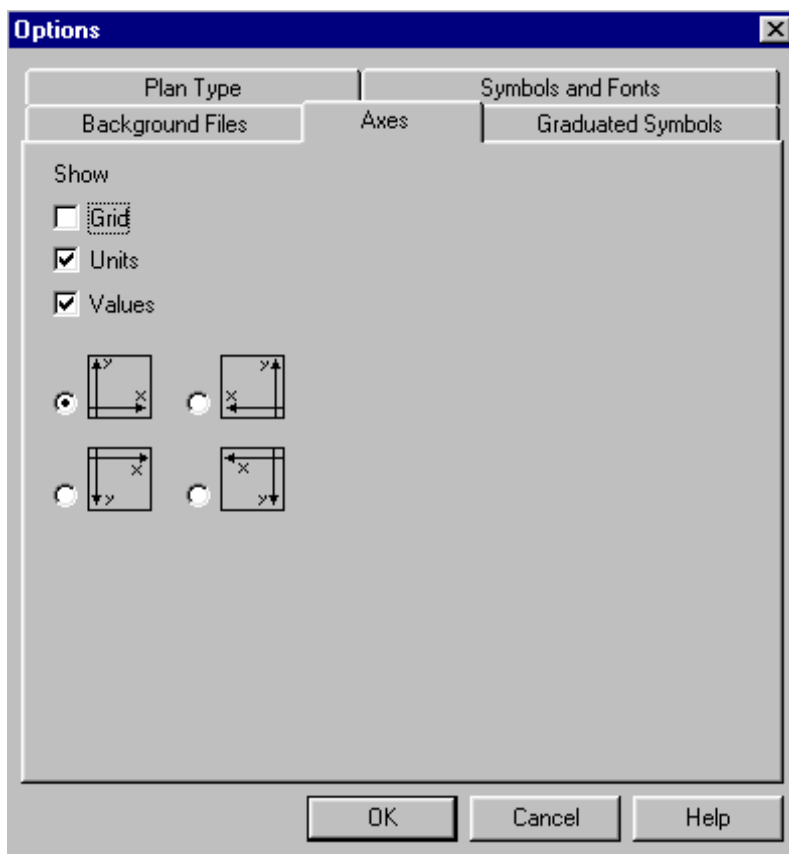 Options
Plan Type Symbols and Fonts
Background Files Axes Graduated Symbols
Show
Grid
Units
Values
y x y x
x y x y
OK Cancel Help